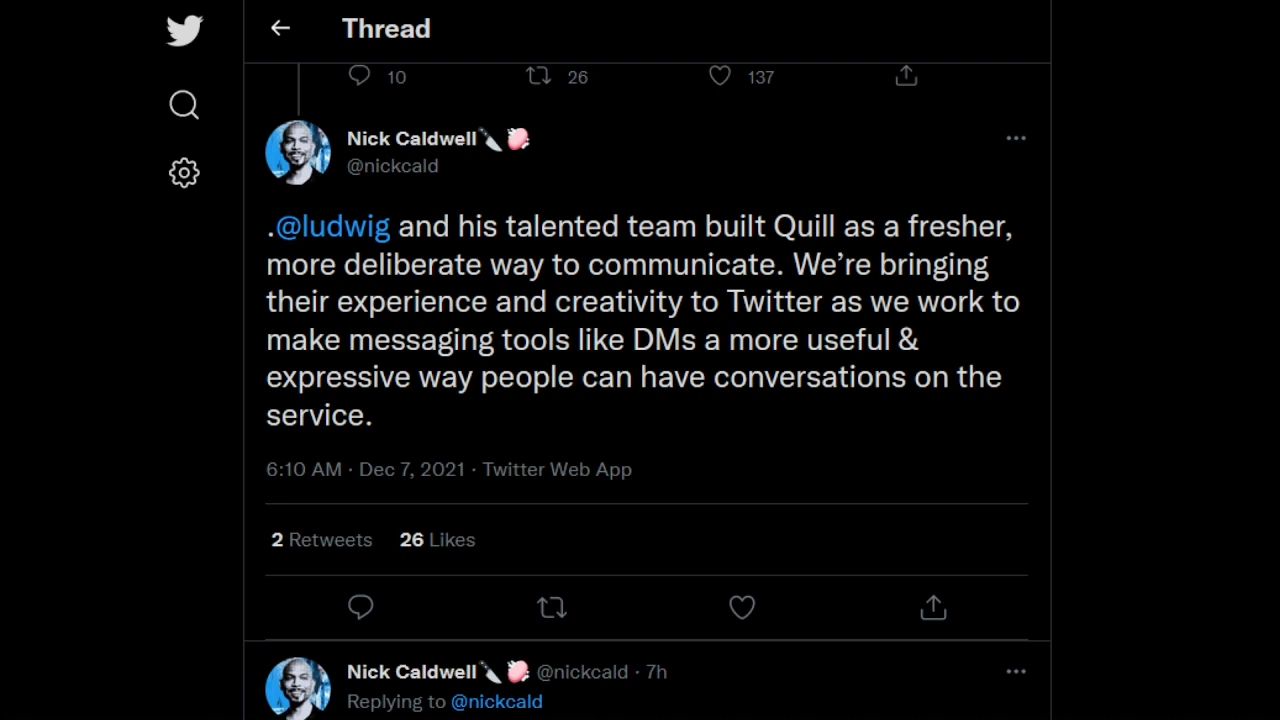 Thread
10 26 137
Nick Caldwell
@nickcald
.@ludwig and his talented team built Quill as a fresher,
more deliberate way to communicate. We’re bringing
their experience and creativity to Twitter as we work to
make messaging tools like DMs a more useful &
expressive way people can have conversations on the
service.
6:10 AM · Dec 7, 2021 · Twitter Web App
2 Retweets 26 Likes
Nick Caldwell @nickcald · 7h
Replying to @nickcald